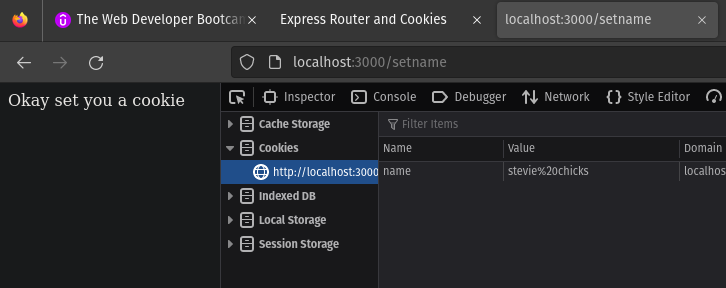 The Web Developer Bootcan
Express Router and Cookies
localhost:3000/setname
localhost:3000/setname
Okay set you a cookie
Inspector
Console
Debugger
Network
Style Editor
Cache Storage
Filter Items
Cookies
Name
Value
Domain
http://localhost:3000
name
stevie%20chicks
localhos
Indexed DB
Local Storage
Session Storage